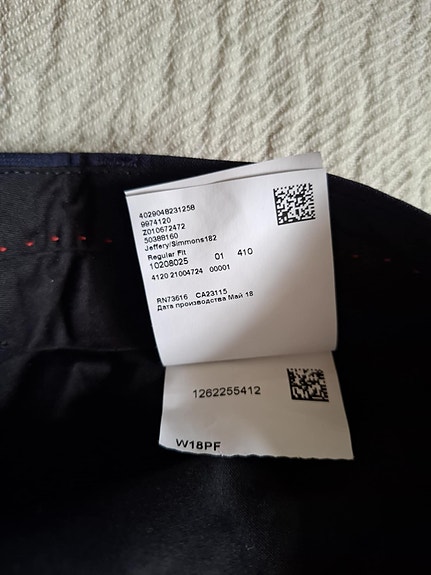 4029048231258
9974120
Z010672472
50388160
Jeffery/Simmons182
Regular Fit
10208025 01 410
4120 21004724 00001
RN73616 CA23115
Дата производства Май 18
1262255412
W18PF